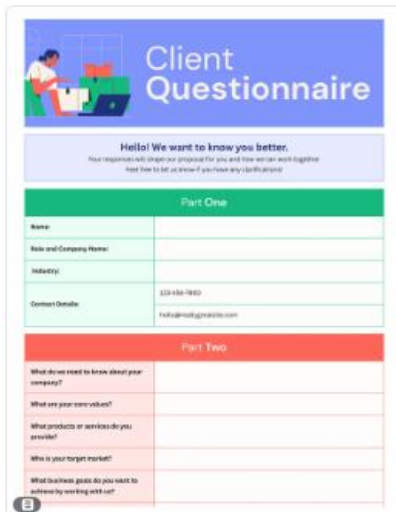 Client
Questionnaire
Hello! We want to know you better.
Your responses will shape our proposal for you and how we can work together
Feel free to let us know if you have any clarifications!
Part One
Name:
Role and Company Name:
Industry:
Contact Details:
123-456-7890
hello@reallygreatsite.com
Part Two
What do we need to know about your
company?
What are your core values?
What products or services do you
provide?
Who is your target market?
What business goals do you want to
achieve by working with us?